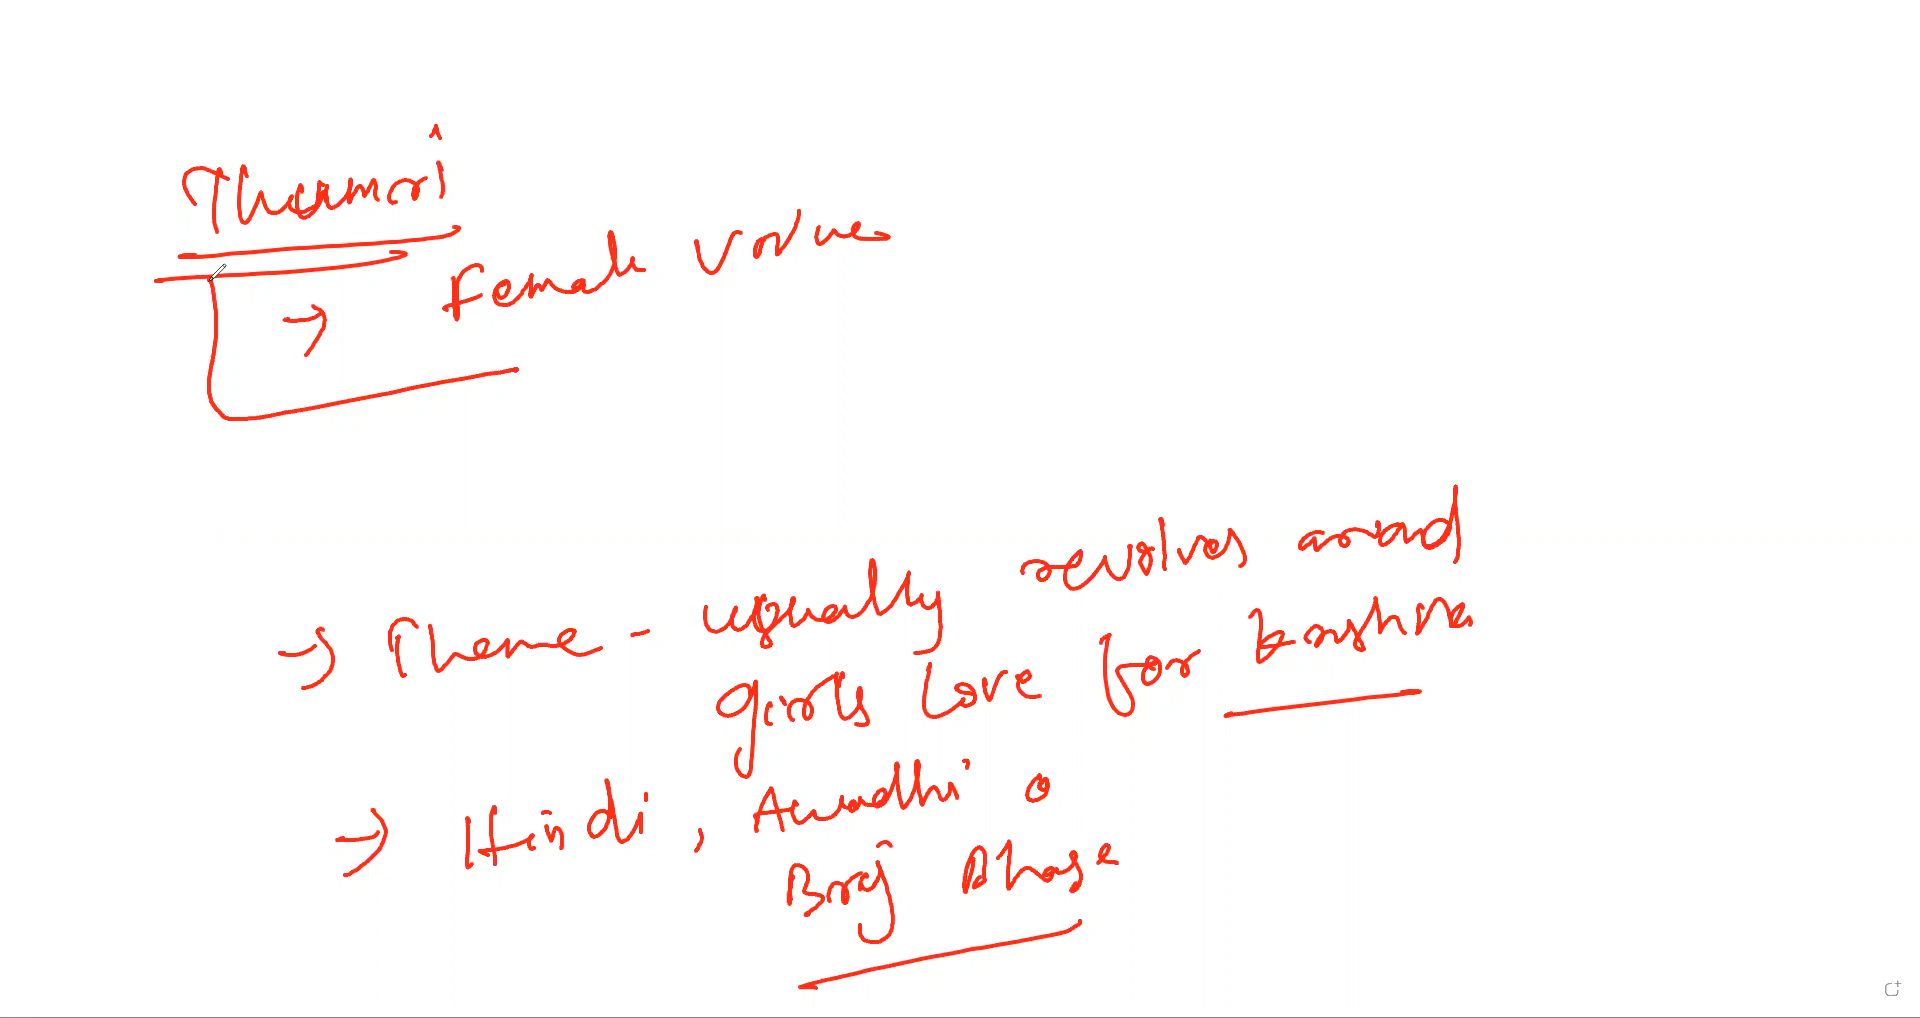 Thumri
→ Female voice
→ Theme - usually revolves around
girls love for krishna
→ Hindi, Awadhi o
Braj Bhasa